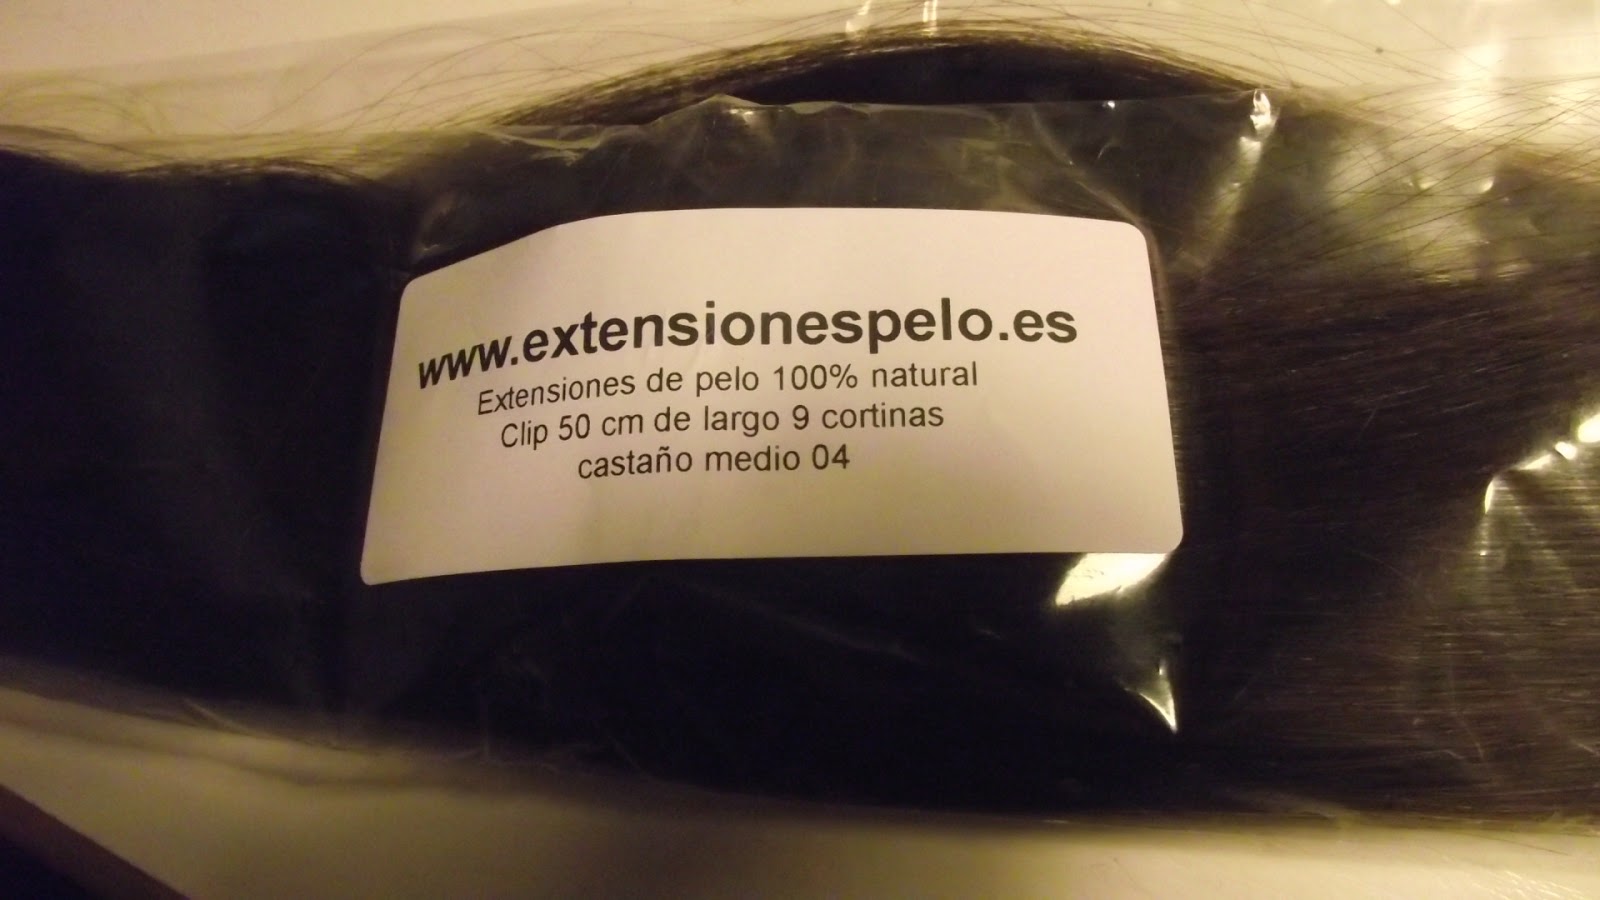 www.extensionespelo.es
Extensiones de pelo 100% natural
Clip 50 cm de largo 9 cortinas
castaño medio 04